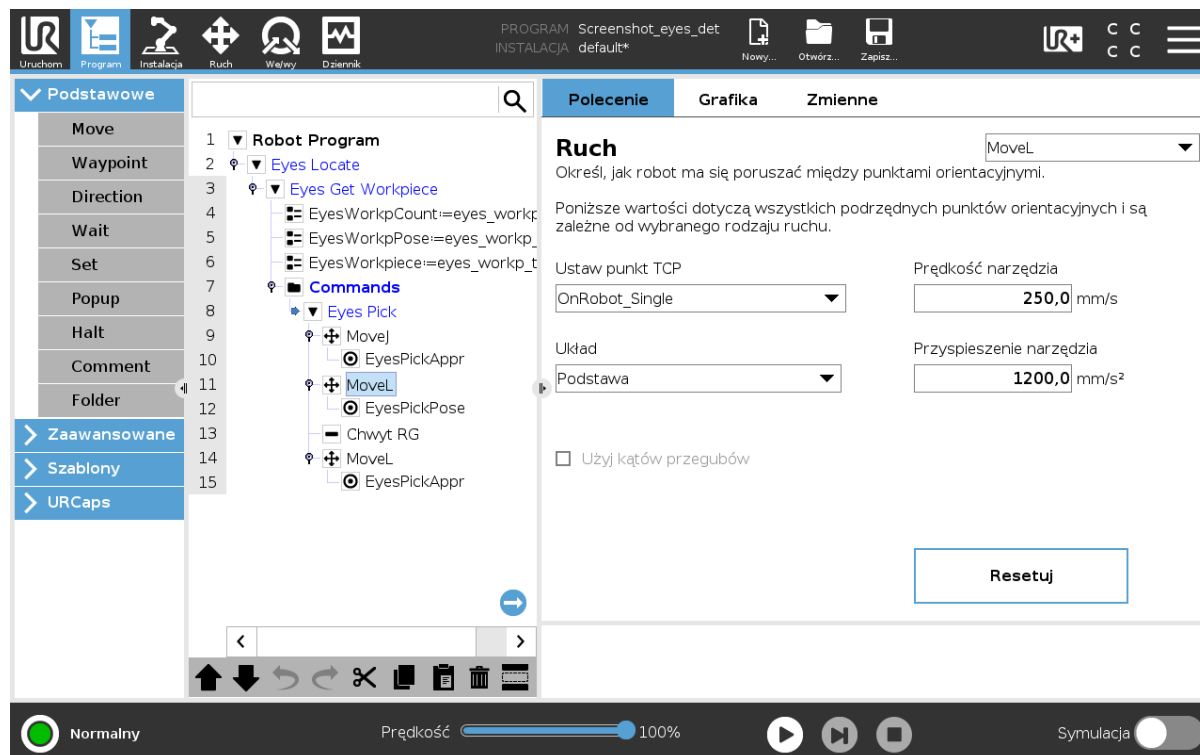 UR
PROGRAM Screenshot_eyes_det
INSTALACJA default*
UR+
C C
C C
Uruchom Program Instalacja Ruch We/wy Dziennik Nowy... Otwórz... Zapisz...
Podstawowe
Move
Waypoint
Direction
Wait
Set
Popup
Halt
Comment
Folder
Zaawansowane
Szablony
URCaps
1 Robot Program
2 Eyes Locate
3 Eyes Get Workpiece
4 EyesWorkpCount:=eyes_workp
5 EyesWorkpPose:=eyes_workp_
6 EyesWorkpiece:=eyes_workp_t
7 Commands
8 Eyes Pick
9 MoveJ
10 EyesPickAppr
11 MoveL
12 EyesPickPose
13 Chwyt RG
14 MoveL
15 EyesPickAppr
Polecenie Grafika Zmienne
Ruch
MoveL
Określ, jak robot ma się poruszać między punktami orientacyjnymi.
Poniższe wartości dotyczą wszystkich podrzędnych punktów orientacyjnych i są
zależne od wybranego rodzaju ruchu.
Ustaw punkt TCP
OnRobot_Single
Prędkość narzędzia
250,0 mm/s
Układ
Podstawa
Przyspieszenie narzędzia
1200,0 mm/s²
Użyj kątów przegubów
Resetuj
Normalny
Prędkość 100%
Symulacja